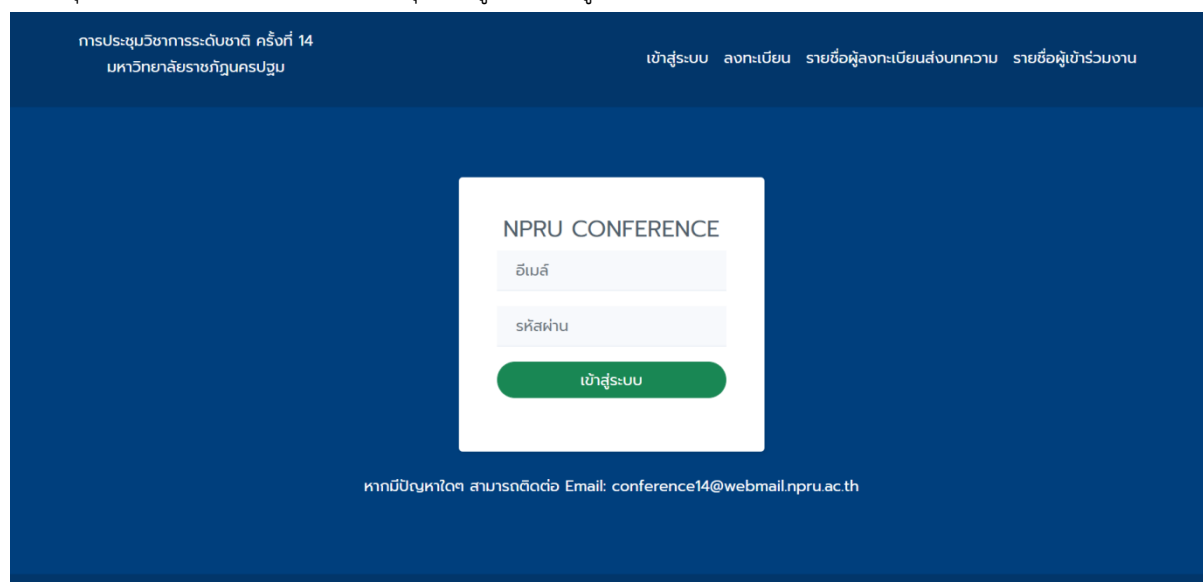 การประชุมวิชาการระดับชาติ ครั้งที่ 14
มหาวิทยาลัยราชภัฏนครปฐม
เข้าสู่ระบบ ลงทะเบียน รายชื่อผู้ลงทะเบียนส่งบทความ รายชื่อผู้เข้าร่วมงาน
NPRU CONFERENCE
อีเมล์
รหัสผ่าน
เข้าสู่ระบบ
หากมีปัญหาใดๆ สามารถติดต่อ Email: conference14@webmail.npru.ac.th